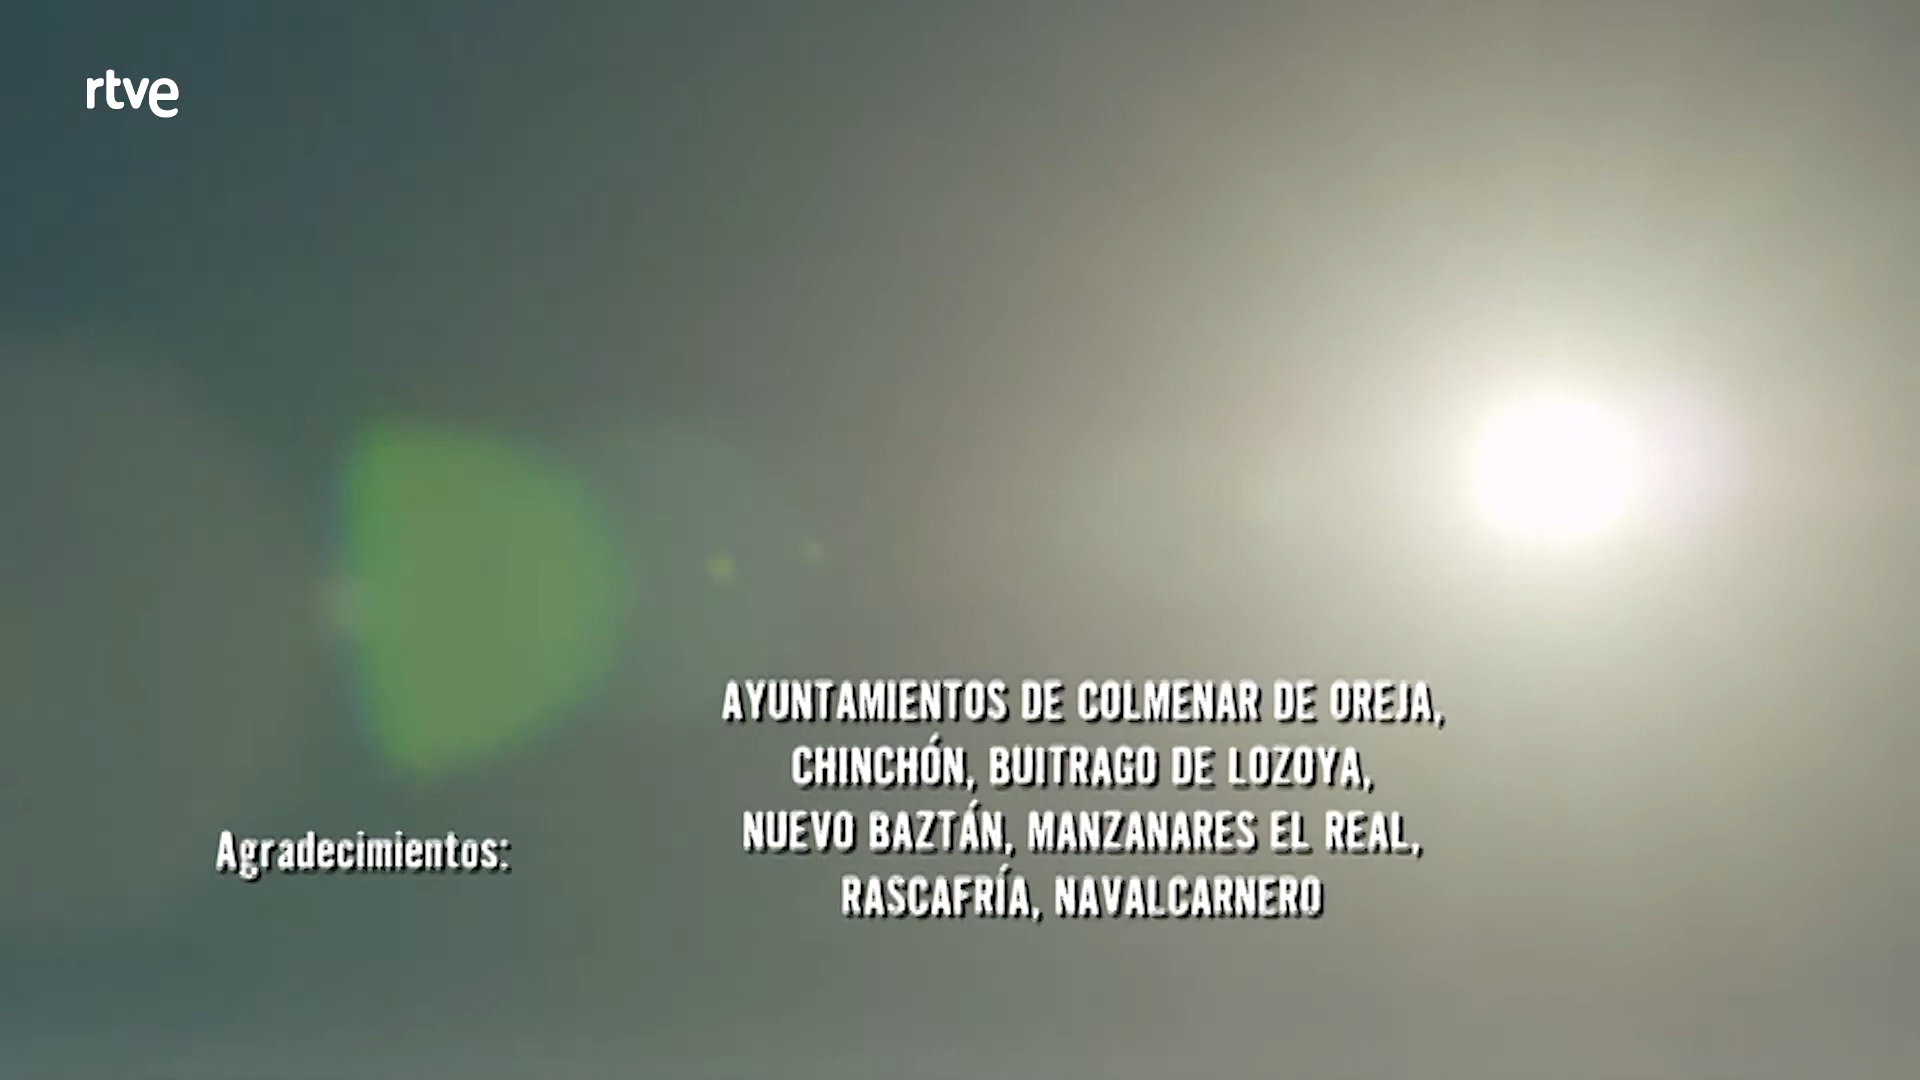 rtve
AYUNTAMIENTOS DE COLMENAR DE OREJA,
CHINCHÓN, BUITRAGO DE LOZOYA,
NUEVO BAZTÁN, MANZANARES EL REAL,
Agradecimientos:
RASCAFRÍA, NAVALCARNERO